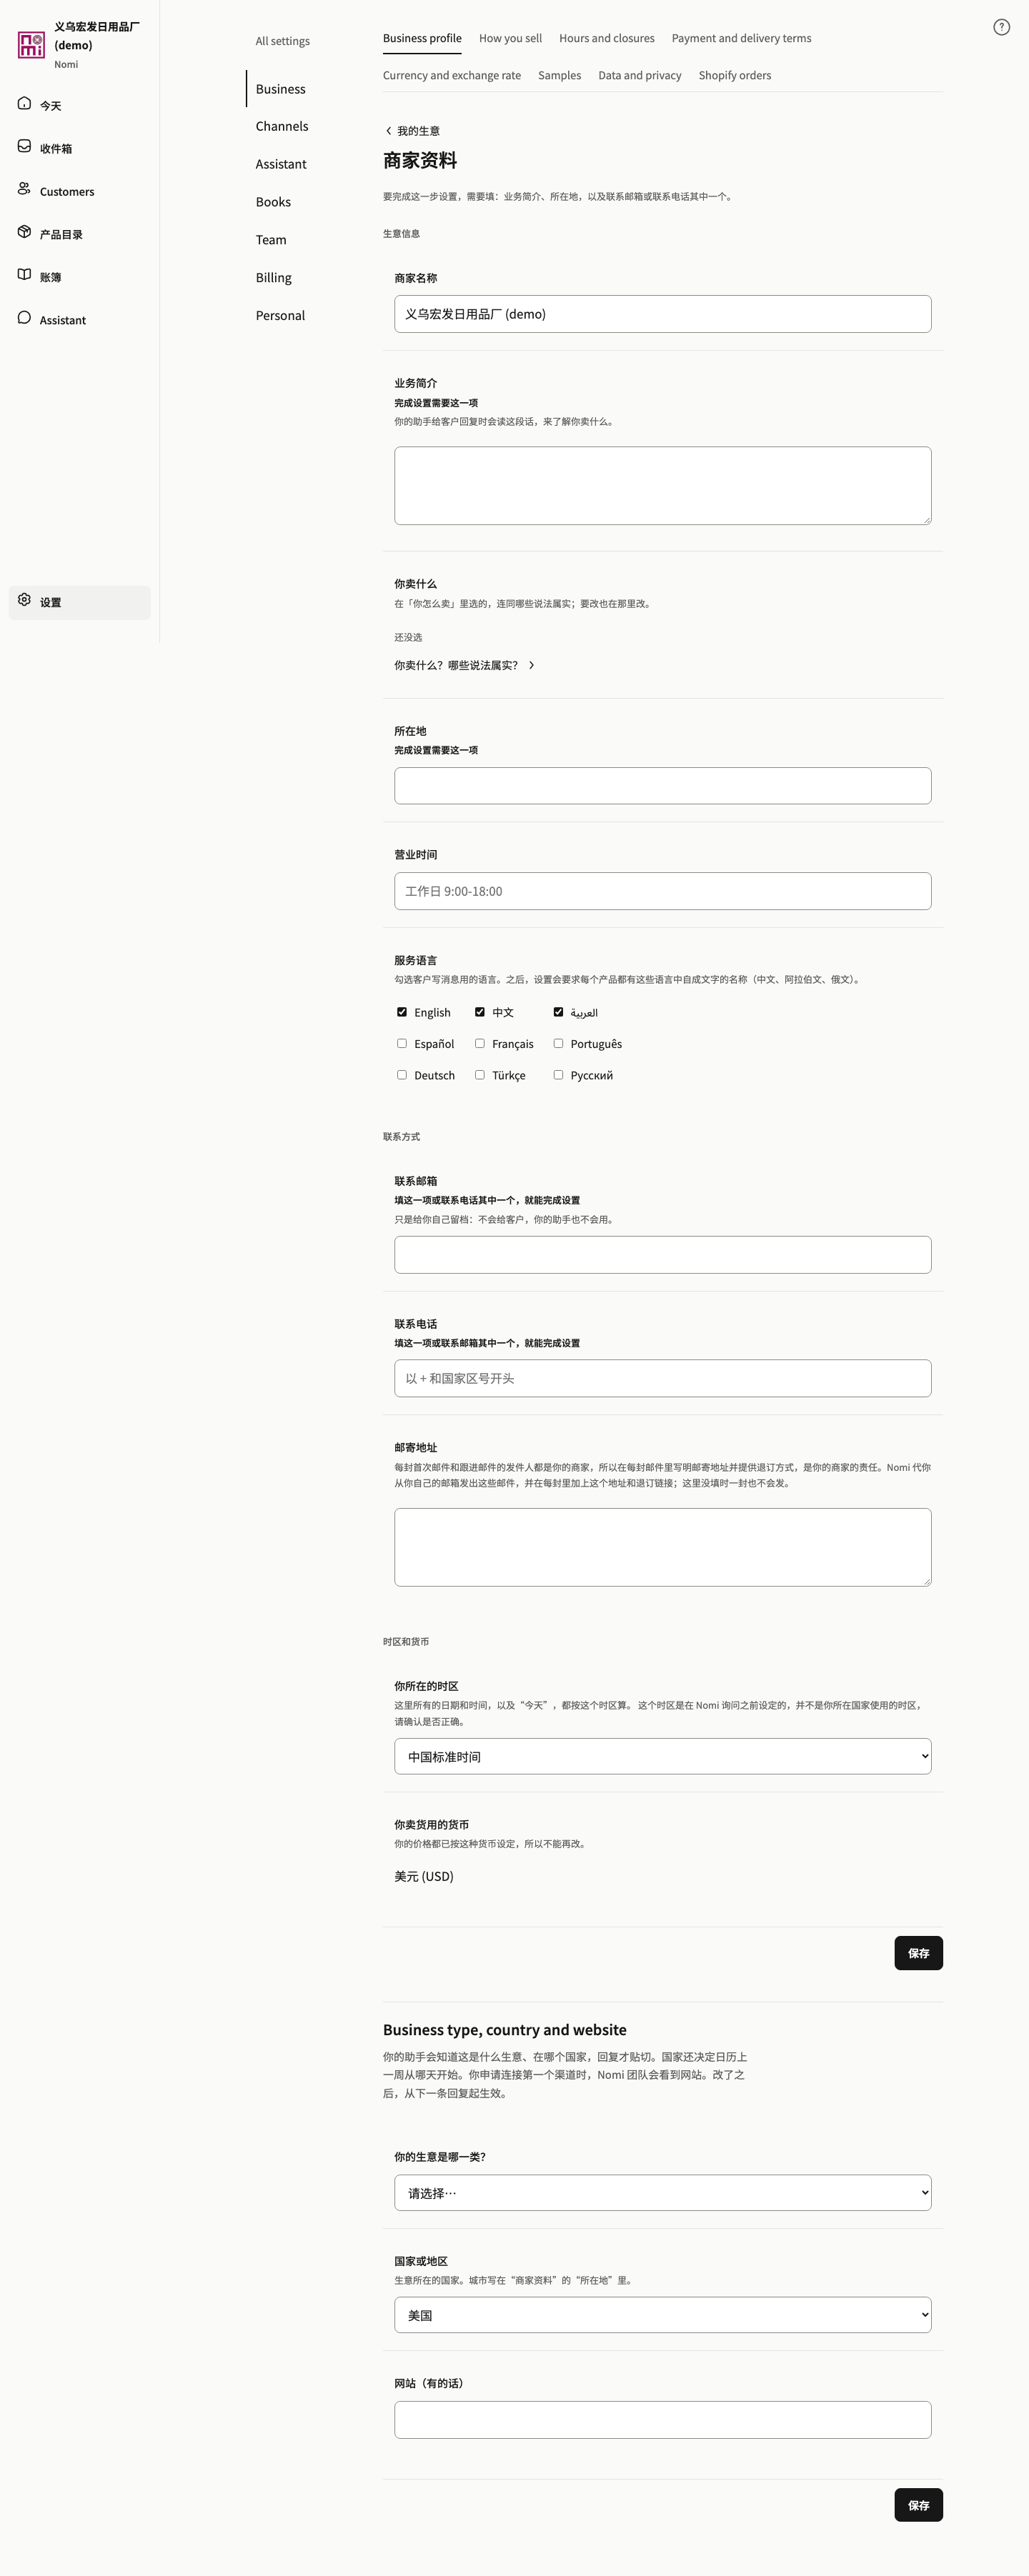 义乌宏发日用品厂
(demo)
Nomi
今天
收件箱
Customers
产品目录
账簿
Assistant
设置
All settings
Business
Channels
Assistant
Books
Team
Billing
Personal
Business profile How you sell Hours and closures Payment and delivery terms
Currency and exchange rate Samples Data and privacy Shopify orders
我的生意
商家资料
要完成这一步设置，需要填：业务简介、所在地，以及联系邮箱或联系电话其中一个。
生意信息
商家名称
义乌宏发日用品厂 (demo)
业务简介
完成设置需要这一项
你的助手给客户回复时会读这段话，来了解你卖什么。
你卖什么
在「你怎么卖」里选的，连同哪些说法属实；要改也在那里改。
还没选
你卖什么？哪些说法属实？
所在地
完成设置需要这一项
营业时间
工作日 9:00-18:00
服务语言
勾选客户写消息用的语言。之后，设置会要求每个产品都有这些语言中自成文字的名称（中文、阿拉伯文、俄文）。
English 中文 العربية
Español Français Português
Deutsch Türkçe Русский
联系方式
联系邮箱
填这一项或联系电话其中一个，就能完成设置
只是给你自己留档：不会给客户，你的助手也不会用。
联系电话
填这一项或联系邮箱其中一个，就能完成设置
以 + 和国家区号开头
邮寄地址
每封首次邮件和跟进邮件的发件人都是你的商家，所以在每封邮件里写明邮寄地址并提供退订方式，是你的商家的责任。Nomi 代你
从你自己的邮箱发出这些邮件，并在每封里加上这个地址和退订链接；这里没填时一封也不会发。
时区和货币
你所在的时区
这里所有的日期和时间，以及“今天”，都按这个时区算。 这个时区是在 Nomi 询问之前设定的，并不是你所在国家使用的时区，
请确认是否正确。
中国标准时间
你卖货用的货币
你的价格都已按这种货币设定，所以不能再改。
美元 (USD)
保存
Business type, country and website
你的助手会知道这是什么生意、在哪个国家，回复才贴切。国家还决定日历上
一周从哪天开始。你申请连接第一个渠道时，Nomi 团队会看到网站。改了之
后，从下一条回复起生效。
你的生意是哪一类？
请选择…
国家或地区
生意所在的国家。城市写在“商家资料”的“所在地”里。
美国
网站（有的话）
保存